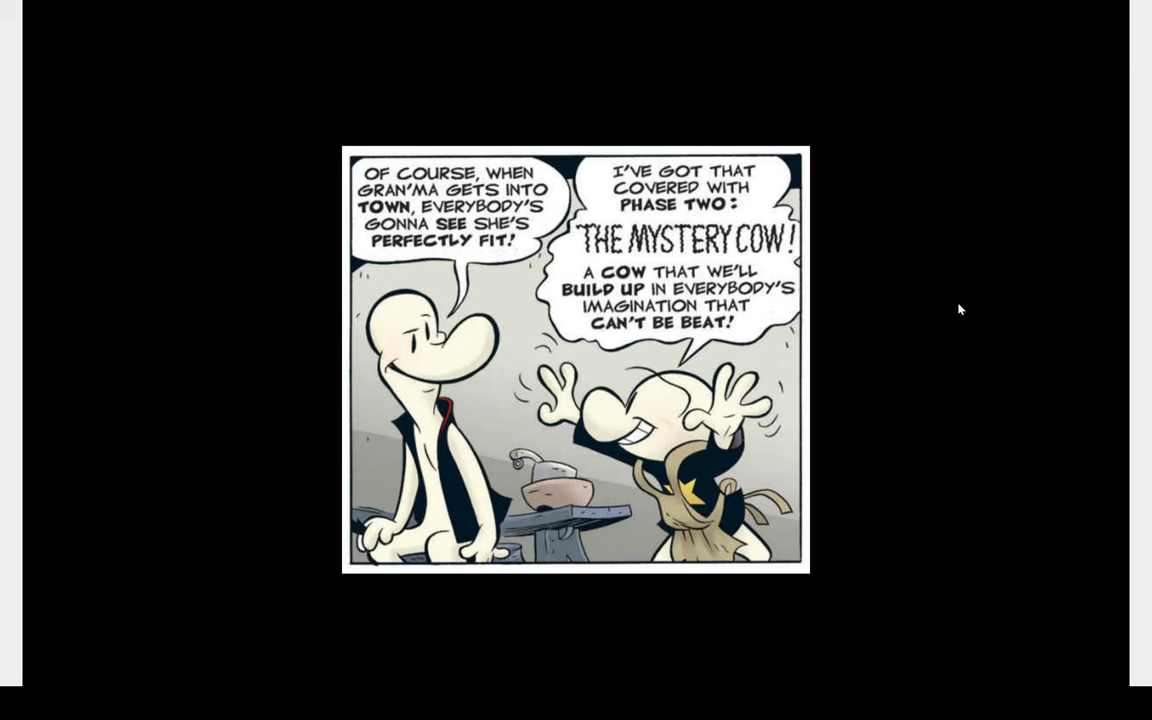 OF COURSE, WHEN
GRAN'MA GETS INTO
TOWN, EVERYBODY'S
GONNA SEE SHE'S
PERFECTLY FIT!
I'VE GOT THAT
COVERED WITH
PHASE TWO:
THE MYSTERY COW!
A COW THAT WE'LL
BUILD UP IN EVERYBODY'S
IMAGINATION THAT
CAN'T BE BEAT!